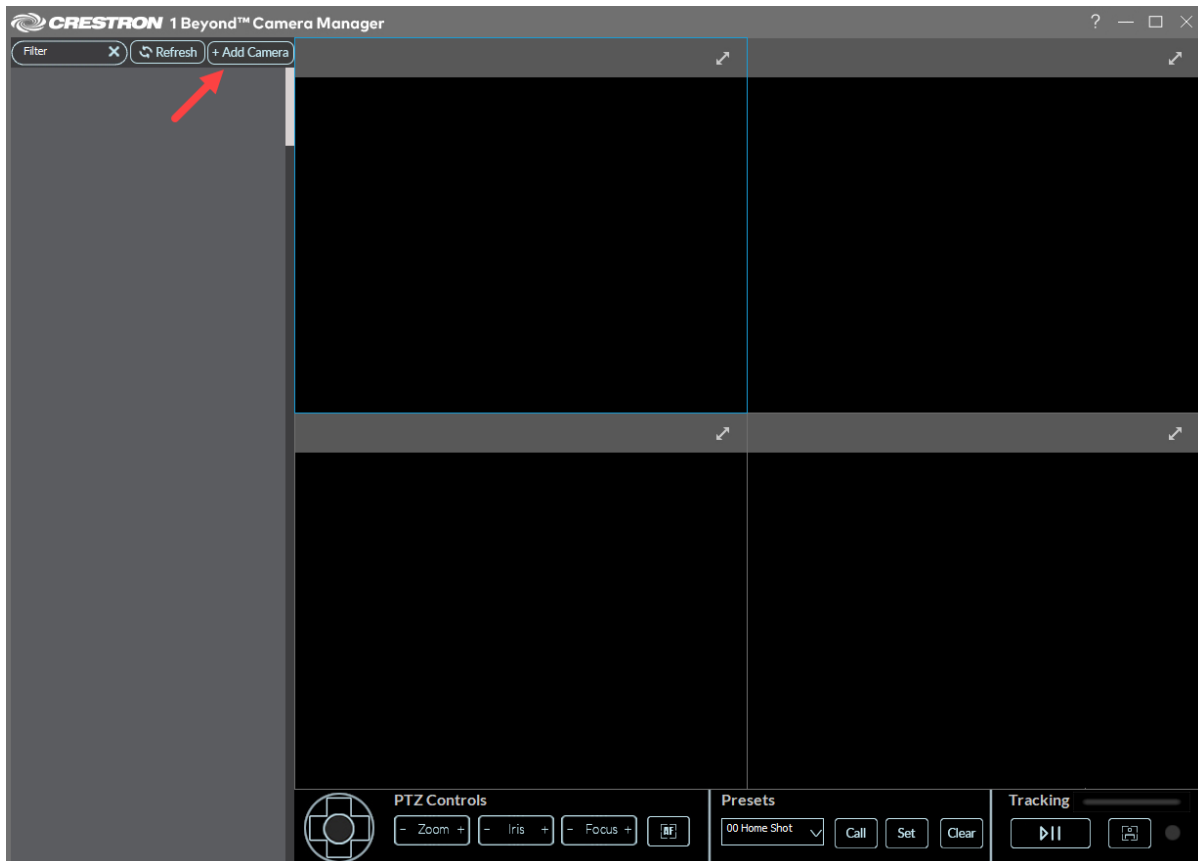 CRESTRON 1 Beyond™ Camera Manager ?
Filter Refresh + Add Camera
PTZ Controls
- Zoom + - Iris + - Focus + AF
Presets
00 Home Shot Call Set Clear
Tracking